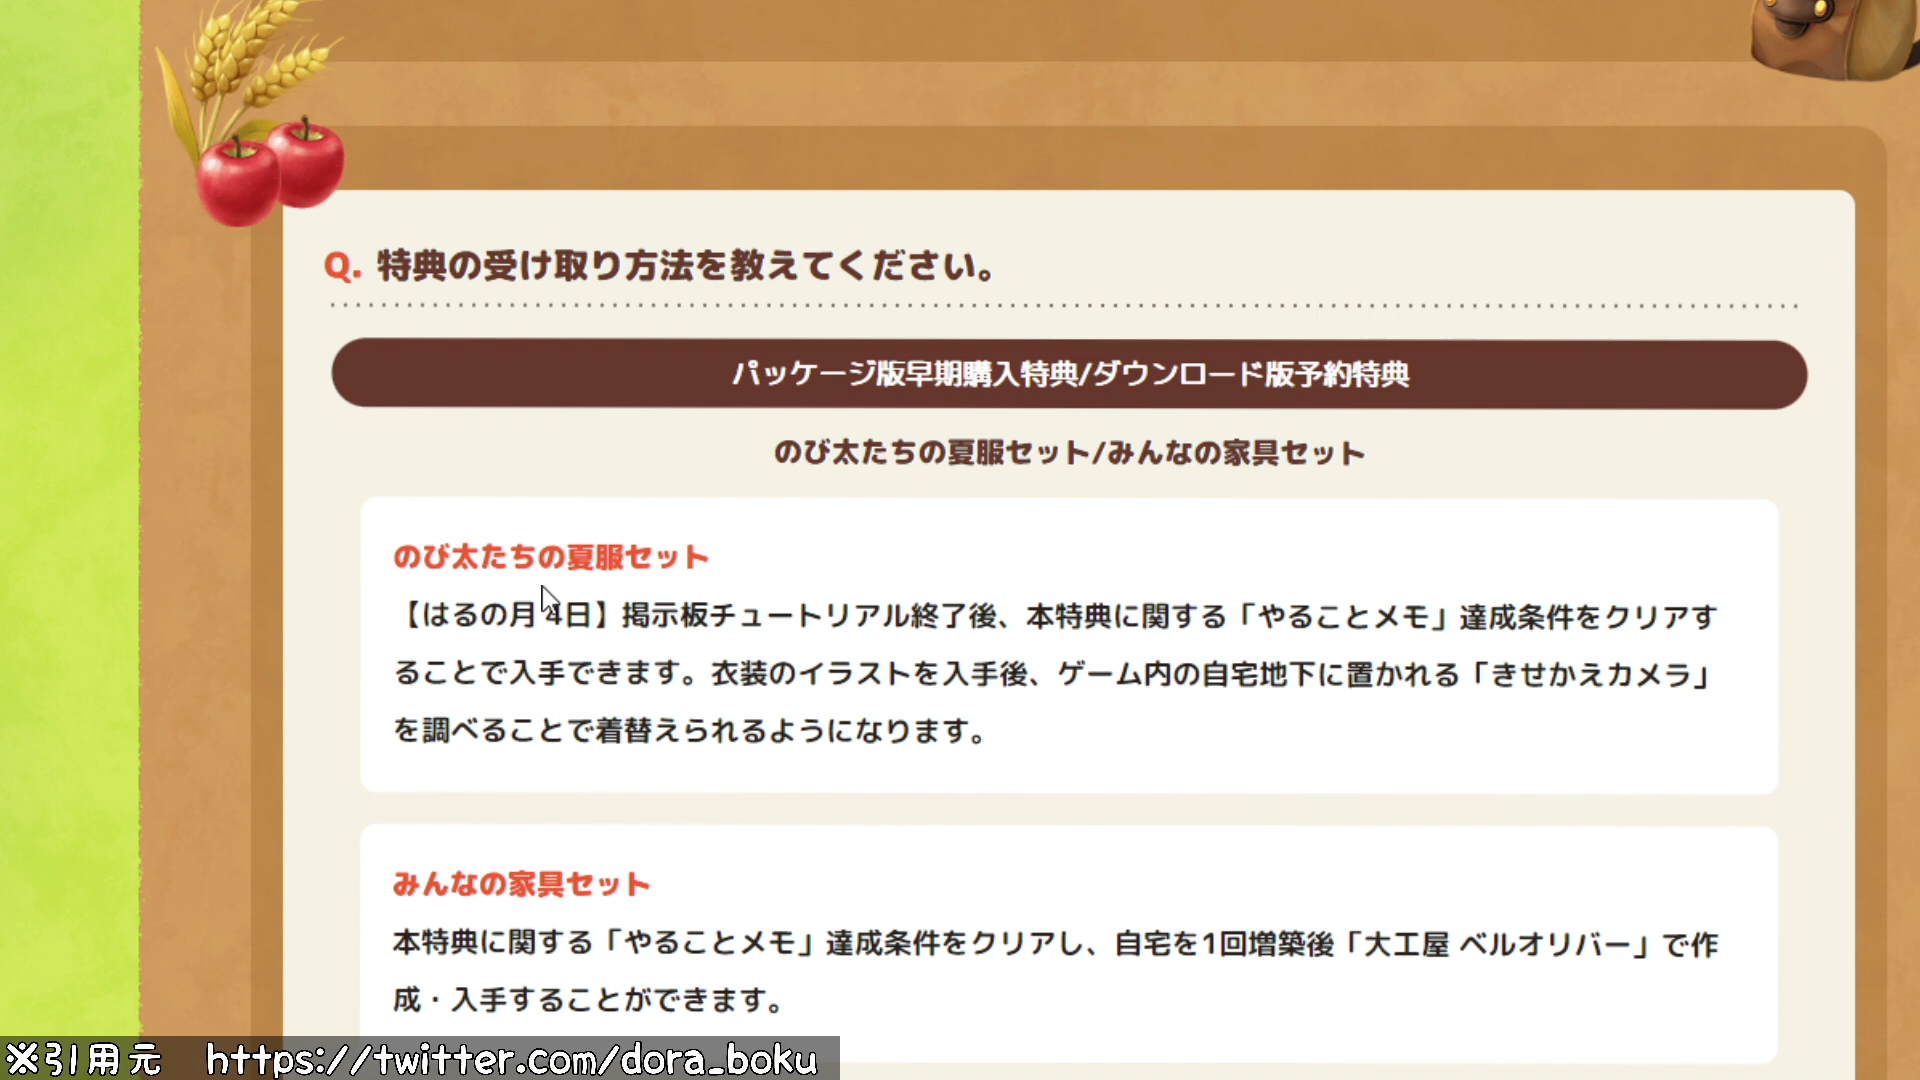 Q. 特典の受け取り方法を教えてください。
パッケージ版早期購入特典/ダウンロード版予約特典
のび太たちの夏服セット/みんなの家具セット
のび太たちの夏服セット
【はるの月4日】掲示板チュートリアル終了後、本特典に関する「やることメモ」達成条件をクリアす
ることで入手できます。衣装のイラストを入手後、ゲーム内の自宅地下に置かれる「きせかえカメラ」
を調べることで着替えられるようになります。
みんなの家具セット
本特典に関する「やることメモ」達成条件をクリアし、自宅を1回増築後「大工屋 ベルオリバー」で作
成・入手することができます。
※引用元 https://twitter.com/dora_boku